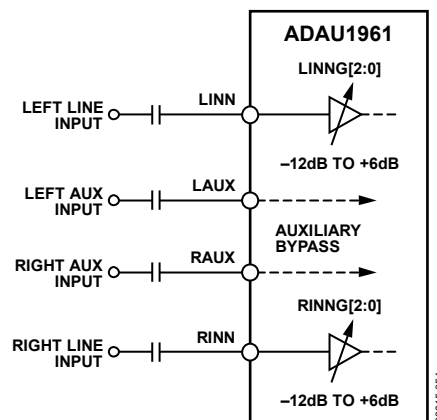 ADAU1961
LINNG[2:0]
LEFT LINE
INPUT
LINN
–12dB TO +6dB
LEFT AUX
INPUT
LAUX
AUXILIARY
BYPASS
RIGHT AUX
INPUT
RAUX
RINNG[2:0]
RIGHT LINE
INPUT
RINN
–12dB TO +6dB